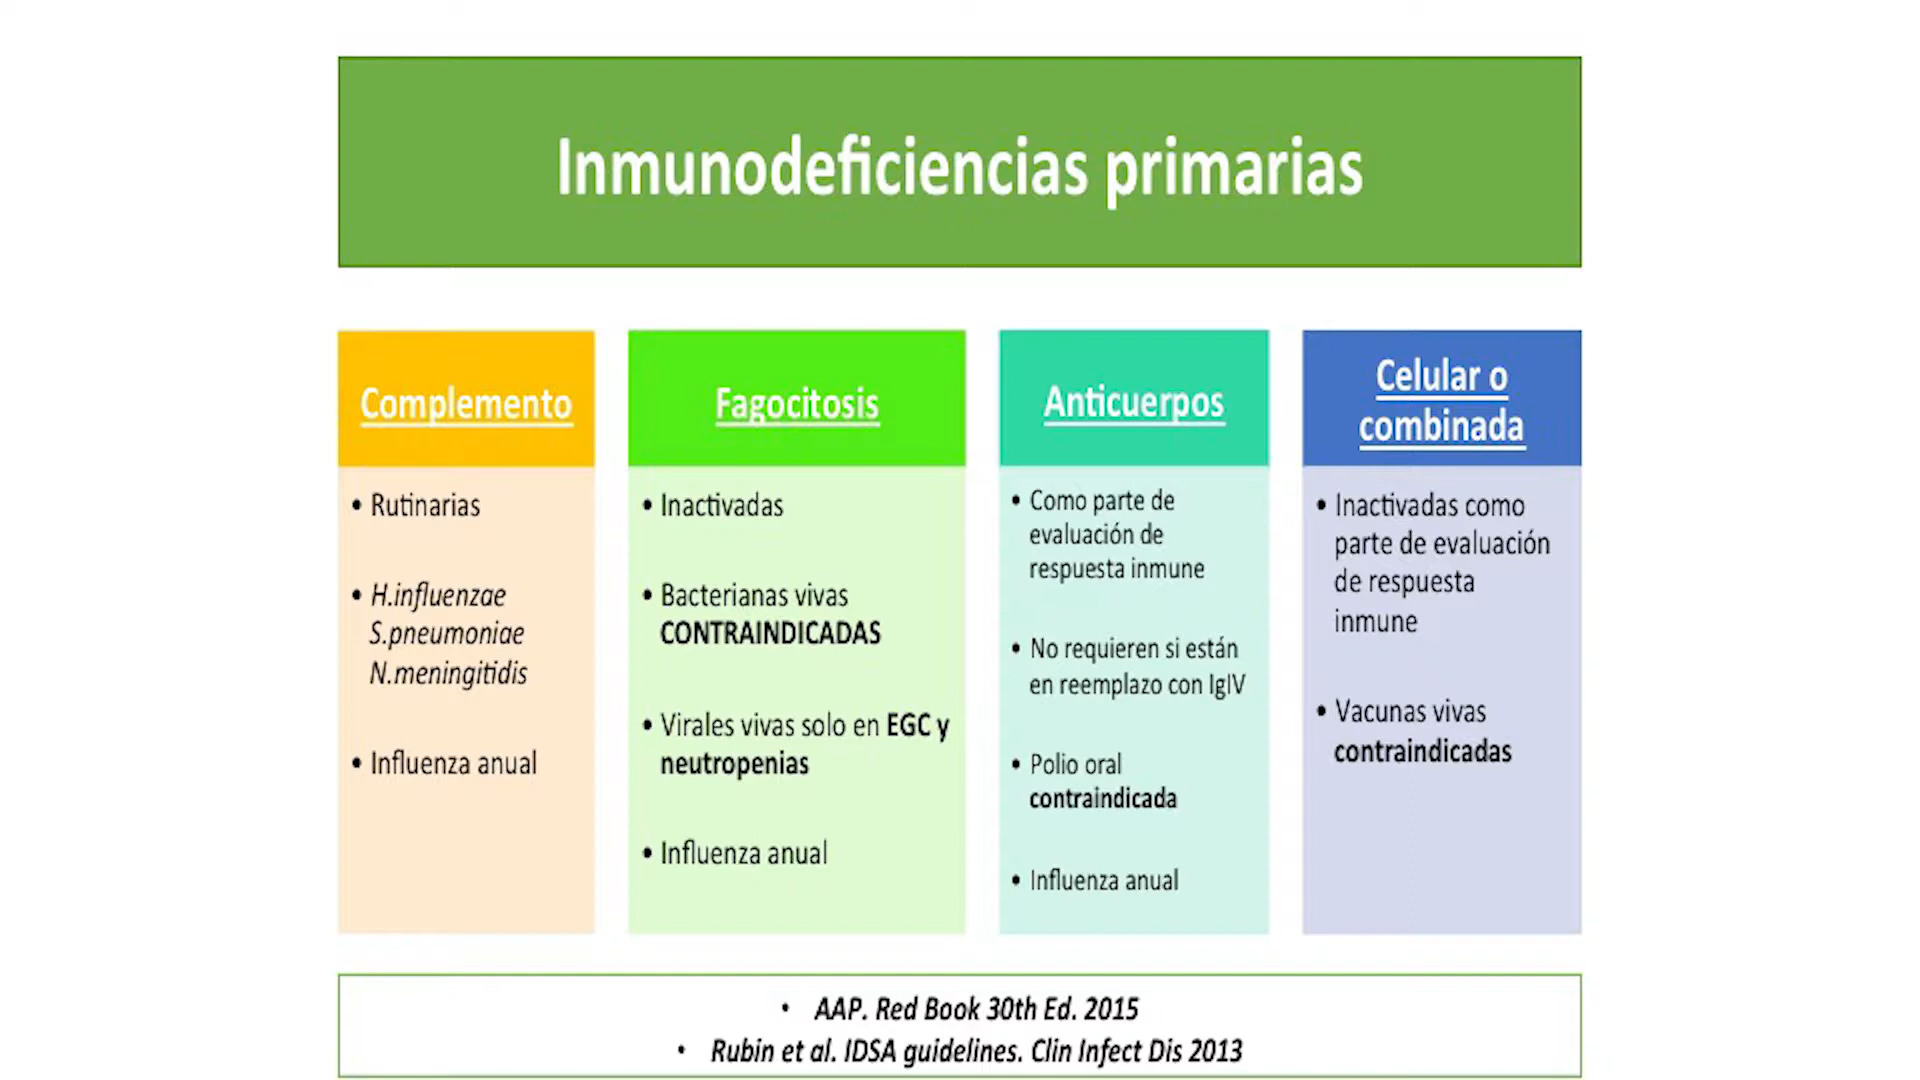 Inmunodeficiencias primarias
Complemento
• Rutinarias
• H.influenzae
S.pneumoniae
N.meningitidis
• Influenza anual
Fagocitosis
• Inactivadas
• Bacterianas vivas
CONTRAINDICADAS
• Virales vivas solo en EGC y
neutropenias
• Influenza anual
Anticuerpos
• Como parte de
evaluación de
respuesta inmune
• No requieren si están
en reemplazo con IgIV
• Polio oral
contraindicada
• Influenza anual
Celular o
combinada
• Inactivadas como
parte de evaluación
de respuesta
inmune
• Vacunas vivas
contraindicadas
• AAP. Red Book 30th Ed. 2015
• Rubin et al. IDSA guidelines. Clin Infect Dis 2013